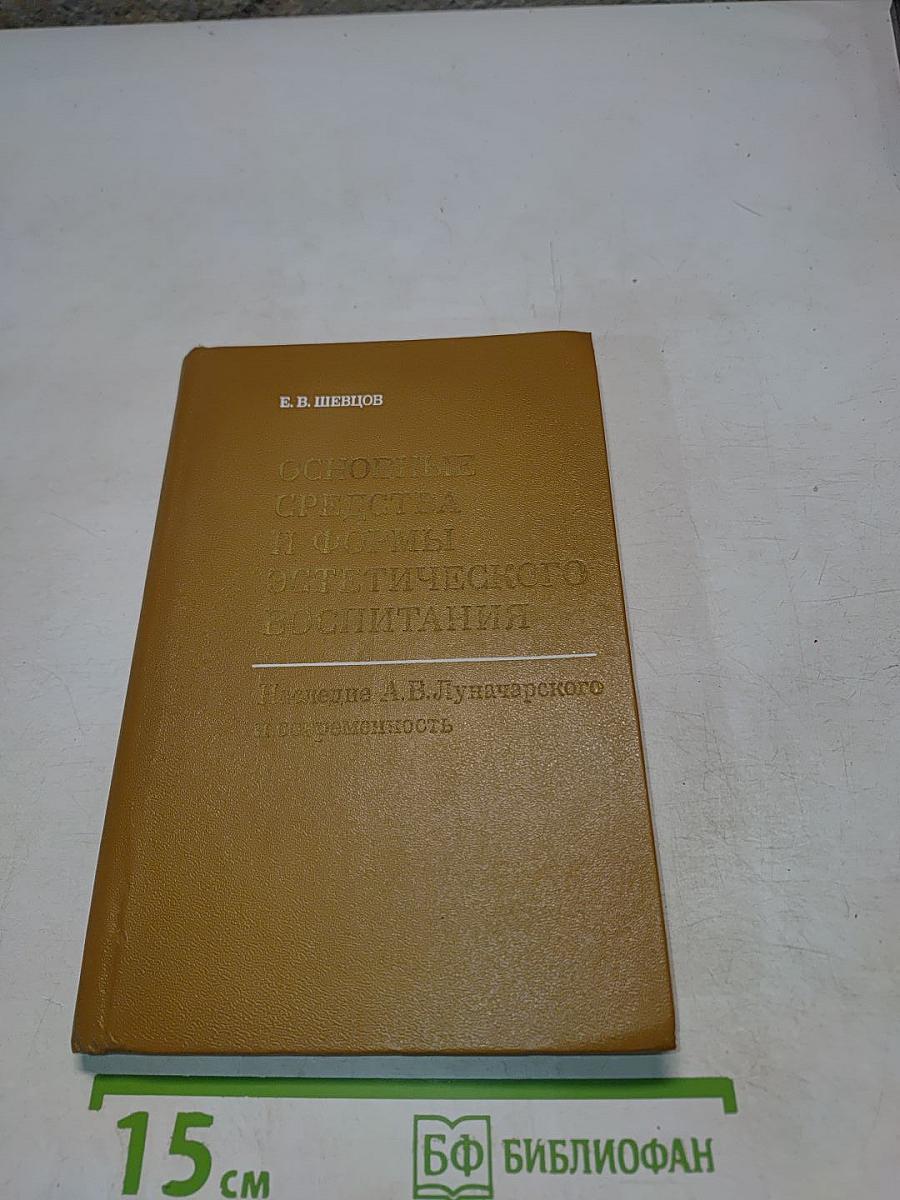 Е. В. ШЕВЦОВ
ОСНОВНЫЕ
СРЕДСТВА
И ФОРМЫ
ЭСТЕТИЧЕСКОГО
ВОСПИТАНИЯ
Наследие А. В. Луначарского
и современность
15 см
БФ БИБЛИОФАН